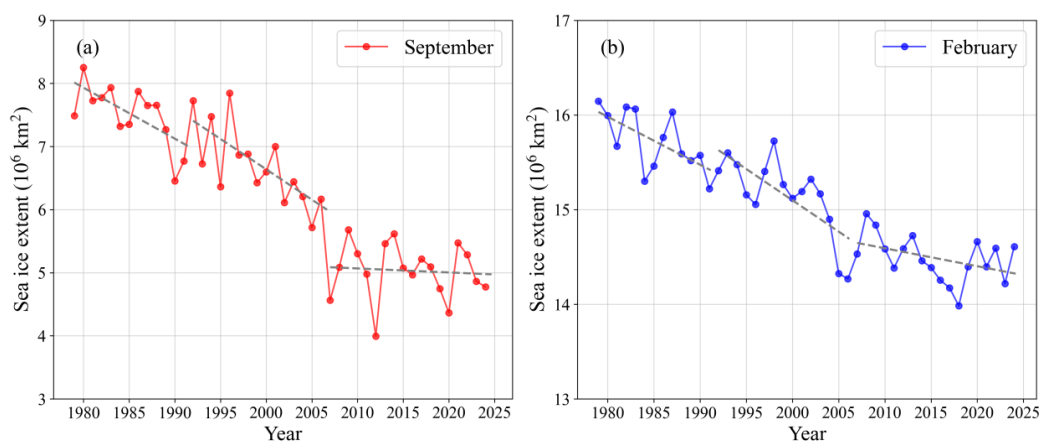 (a)
September
Sea ice extent (10⁶ km²)
9
8
7
6
5
4
3
1980 1985 1990 1995 2000 2005 2010 2015 2020 2025
Year
(b)
February
Sea ice extent (10⁶ km²)
17
16
15
14
13
1980 1985 1990 1995 2000 2005 2010 2015 2020 2025
Year